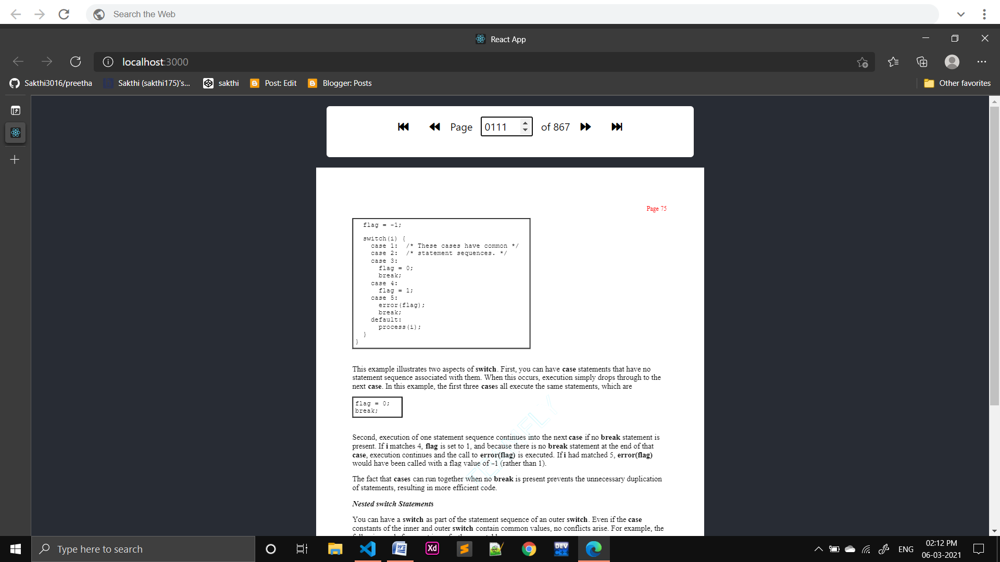 Search the Web
React App
localhost:3000
Sakthi3016/preetha
Sakthi (sakthi175)'s...
sakthi
Post: Edit
Blogger: Posts
Other favorites
Page 0111 of 867
Page 75
flag = -1;
switch(i) {
case 1: /* These cases have common */
case 2: /* statement sequences. */
case 3:
flag = 0;
break;
case 4:
flag = 1;
case 5:
error(flag);
break;
default:
process(i);
}
}
This example illustrates two aspects of switch. First, you can have case statements that have no
statement sequence associated with them. When this occurs, execution simply drops through to the
next case. In this example, the first three cases all execute the same statements, which are
flag = 0;
break;
Second, execution of one statement sequence continues into the next case if no break statement is
present. If i matches 4, flag is set to 1, and because there is no break statement at the end of that
case, execution continues and the call to error(flag) is executed. If i had matched 5, error(flag)
would have been called with a flag value of –1 (rather than 1).
The fact that cases can run together when no break is present prevents the unnecessary duplication
of statements, resulting in more efficient code.
Nested switch Statements
You can have a switch as part of the statement sequence of an outer switch. Even if the case
constants of the inner and outer switch contain common values, no conflicts arise. For example, the
Type here to search
Xd
DEV
C++
ENG
02:12 PM
06-03-2021